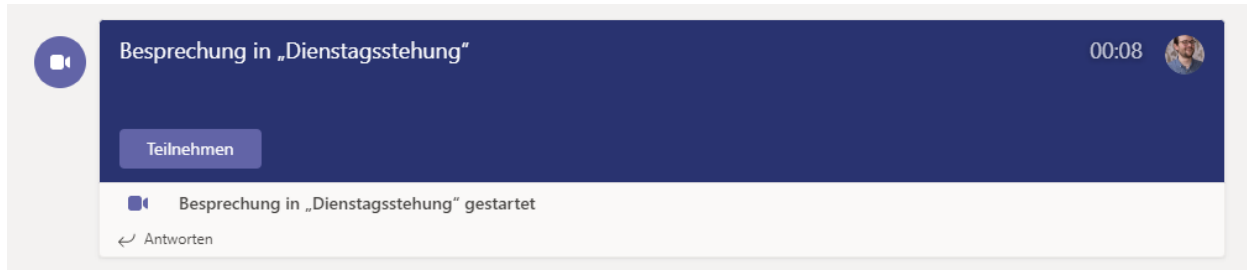 Besprechung in „Dienstagsstehung“
00:08
Teilnehmen
Besprechung in „Dienstagsstehung“ gestartet
Antworten